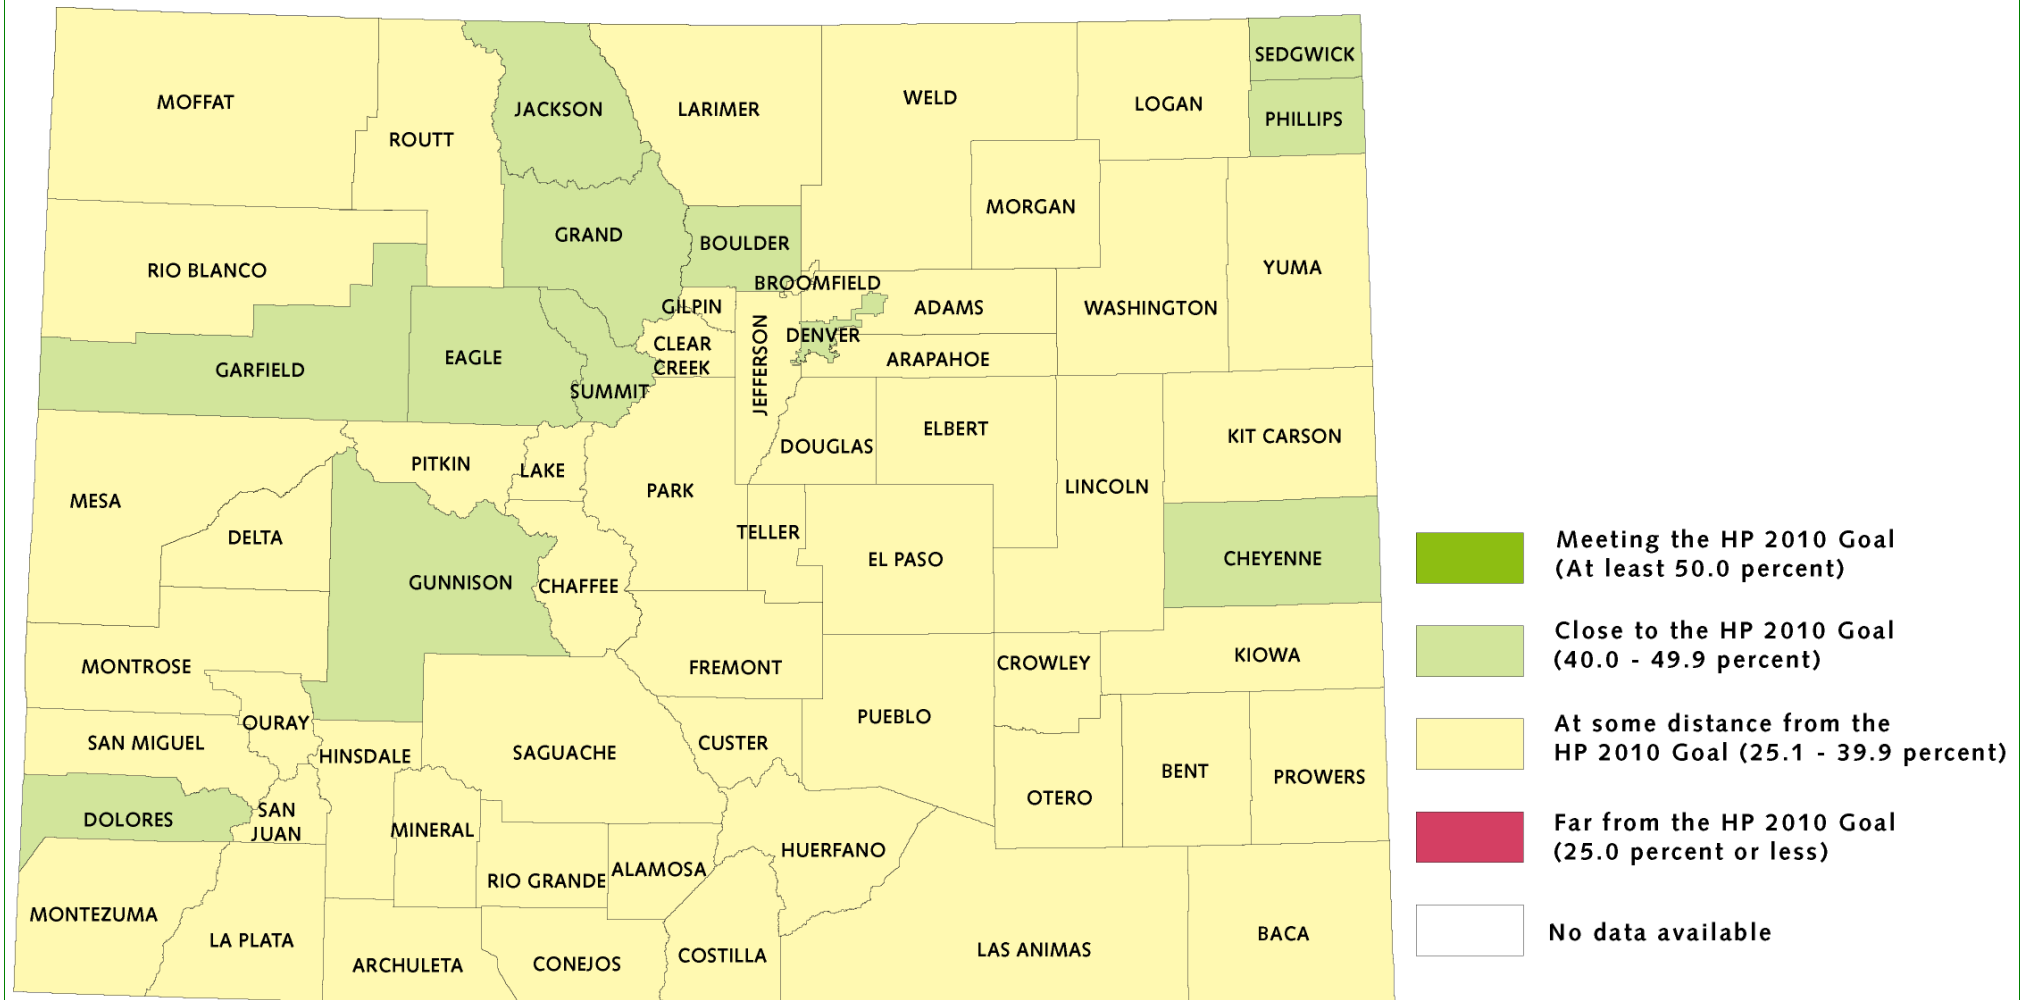 SEDGWICK
MOFFAT
JACKSON
LARIMER
WELD
LOGAN
PHILLIPS
ROUTT
MORGAN
GRAND
BOULDER
RIO BLANCO
YUMA
BROOMFIELD
GILPIN
ADAMS
WASHINGTON
DENVER
CLEAR
CREEK
JEFFERSON
ARAPAHOE
GARFIELD
EAGLE
SUMMIT
DOUGLAS
ELBERT
KIT CARSON
PITKIN
LAKE
PARK
LINCOLN
MESA
DELTA
TELLER
EL PASO
CHEYENNE
GUNNISON
CHAFFEE
MONTROSE
FREMONT
CROWLEY
KIOWA
OURAY
PUEBLO
SAN MIGUEL
HINSDALE
SAGUACHE
CUSTER
BENT
PROWERS
OTERO
DOLORES
SAN
JUAN
MINERAL
HUERFANO
RIO GRANDE
ALAMOSA
MONTEZUMA
LA PLATA
ARCHULETA
CONEJOS
COSTILLA
LAS ANIMAS
BACA
Meeting the HP 2010 Goal
(At least 50.0 percent)
Close to the HP 2010 Goal
(40.0 - 49.9 percent)
At some distance from the
HP 2010 Goal (25.1 - 39.9 percent)
Far from the HP 2010 Goal
(25.0 percent or less)
No data available